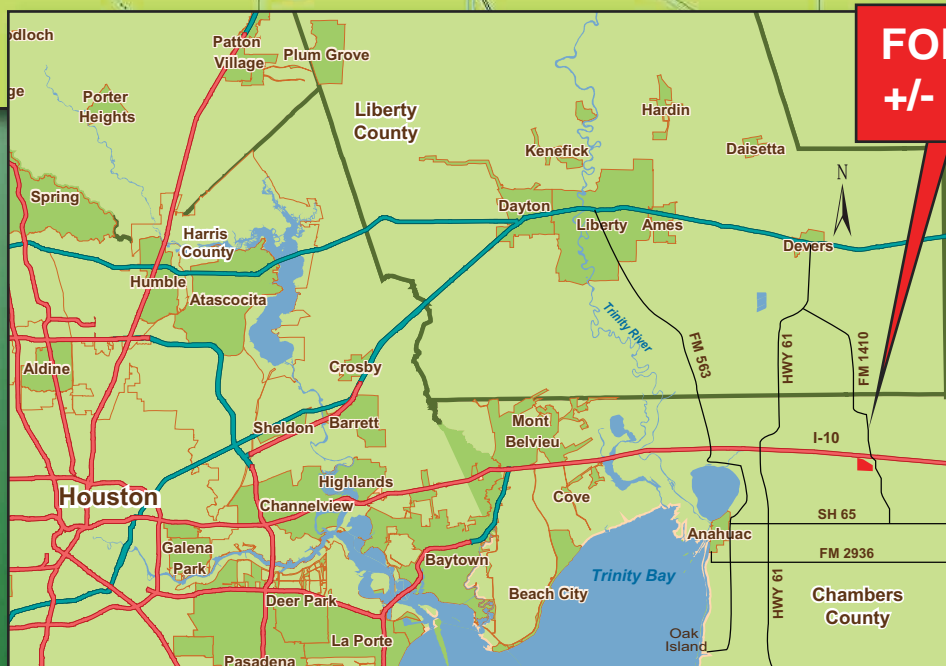 Patton
Village
Plum Grove
Porter
Heights
Liberty
County
FO
+/-
Hardin
Kenefick
Daisetta
N
Spring
Dayton
Liberty
Ames
Harris
County
Devers
Humble
Atascocita
Trinity River
FM 563
HWY 61
FM 1410
Aldine
Crosby
Sheldon
Barrett
Mont
Belvieu
I-10
Houston
Highlands
Channelview
Cove
SH 65
Anahuac
Galena
Park
Baytown
FM 2936
Trinity Bay
Deer Park
Beach City
HWY 61
Chambers
County
La Porte
Oak
Island
Pasadena